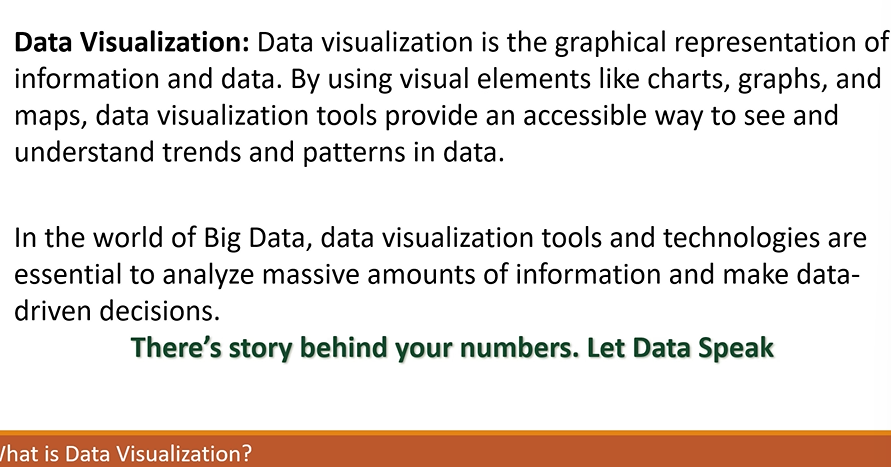 Data Visualization: Data visualization is the graphical representation of
information and data. By using visual elements like charts, graphs, and
maps, data visualization tools provide an accessible way to see and
understand trends and patterns in data.
In the world of Big Data, data visualization tools and technologies are
essential to analyze massive amounts of information and make data-
driven decisions.
There’s story behind your numbers. Let Data Speak
What is Data Visualization?